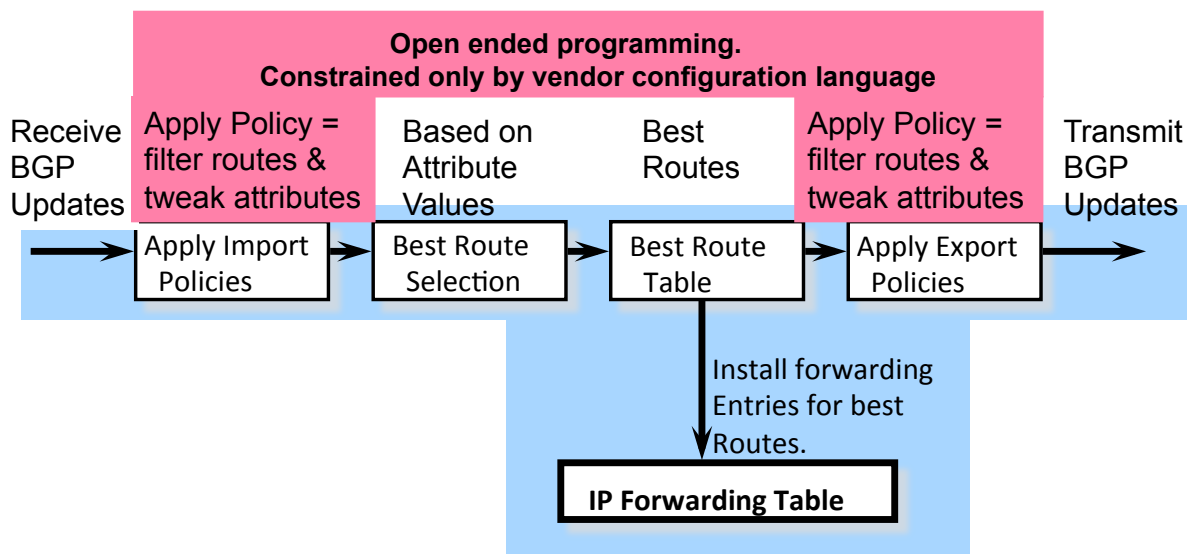 Open ended programming.
Constrained only by vendor configuration language
Receive
BGP
Updates
Apply Policy =
filter routes &
tweak attributes
Based on
Attribute
Values
Best
Routes
Apply Policy =
filter routes &
tweak attributes
Transmit
BGP
Updates
Apply Import
Policies
Best Route
Selection
Best Route
Table
Apply Export
Policies
Install forwarding
Entries for best
Routes.
IP Forwarding Table